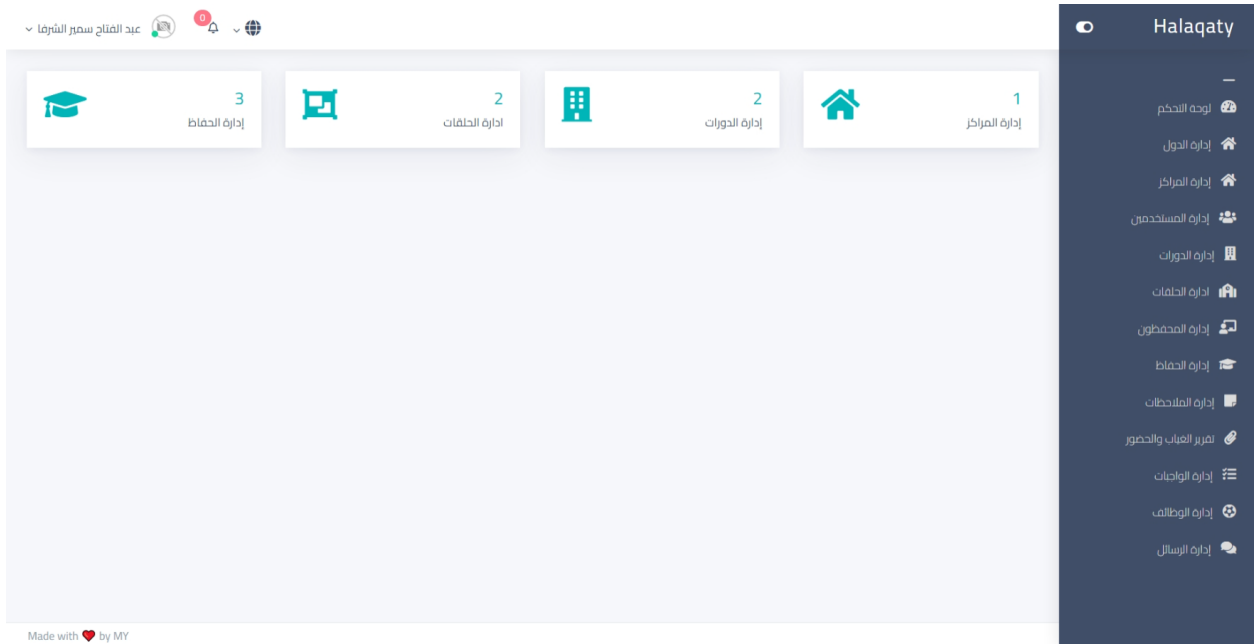 Halaqaty
0
عبد الفتاح سمير الشرفا
لوحة التحكم
إدارة الدول
إدارة المراكز
إدارة المستخدمين
إدارة الدورات
ادارة الحلقات
إدارة المحفظون
إدارة الحفاظ
إدارة الملاحظات
تقرير الغياب والحضور
إدارة الواجبات
إدارة الوظائف
إدارة الرسائل
1
إدارة المراكز
2
إدارة الدورات
2
ادارة الحلقات
3
إدارة الحفاظ
Made with ❤ by MY